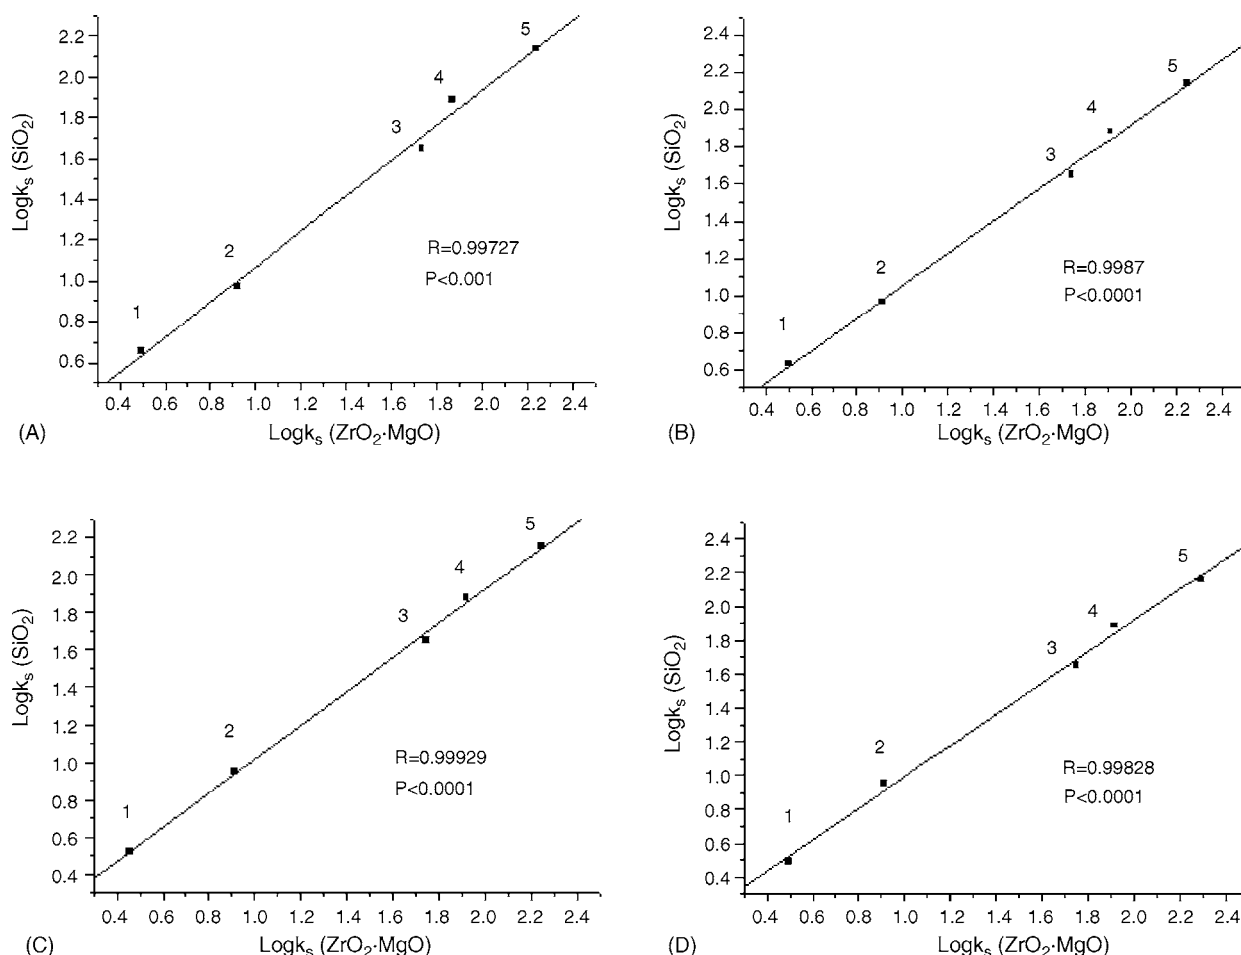 2.2
2.0
1.8
1.6
1.4
1.2
1.0
0.8
0.6
Logkₛ (SiO₂)
1
2
3
4
5
R=0.99727
P<0.001
0.4 0.6 0.8 1.0 1.2 1.4 1.6 1.8 2.0 2.2 2.4
Logkₛ (ZrO₂·MgO)
(A)
2.4
2.2
2.0
1.8
1.6
1.4
1.2
1.0
0.8
0.6
Logkₛ (SiO₂)
1
2
3
4
5
R=0.9987
P<0.0001
0.4 0.6 0.8 1.0 1.2 1.4 1.6 1.8 2.0 2.2 2.4
Logkₛ (ZrO₂·MgO)
(B)
2.2
2.0
1.8
1.6
1.4
1.2
1.0
0.8
0.6
0.4
Logkₛ (SiO₂)
1
2
3
4
5
R=0.99929
P<0.0001
0.4 0.6 0.8 1.0 1.2 1.4 1.6 1.8 2.0 2.2 2.4
Logkₛ (ZrO₂·MgO)
(C)
2.4
2.2
2.0
1.8
1.6
1.4
1.2
1.0
0.8
0.6
0.4
Logkₛ (SiO₂)
1
2
3
4
5
R=0.99828
P<0.0001
0.4 0.6 0.8 1.0 1.2 1.4 1.6 1.8 2.0 2.2 2.4
Logkₛ (ZrO₂·MgO)
(D)